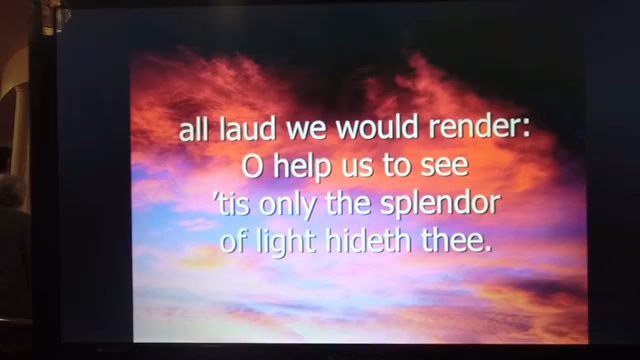 all laud we would render:
O help us to see
'tis only the splendor
of light hideth thee.